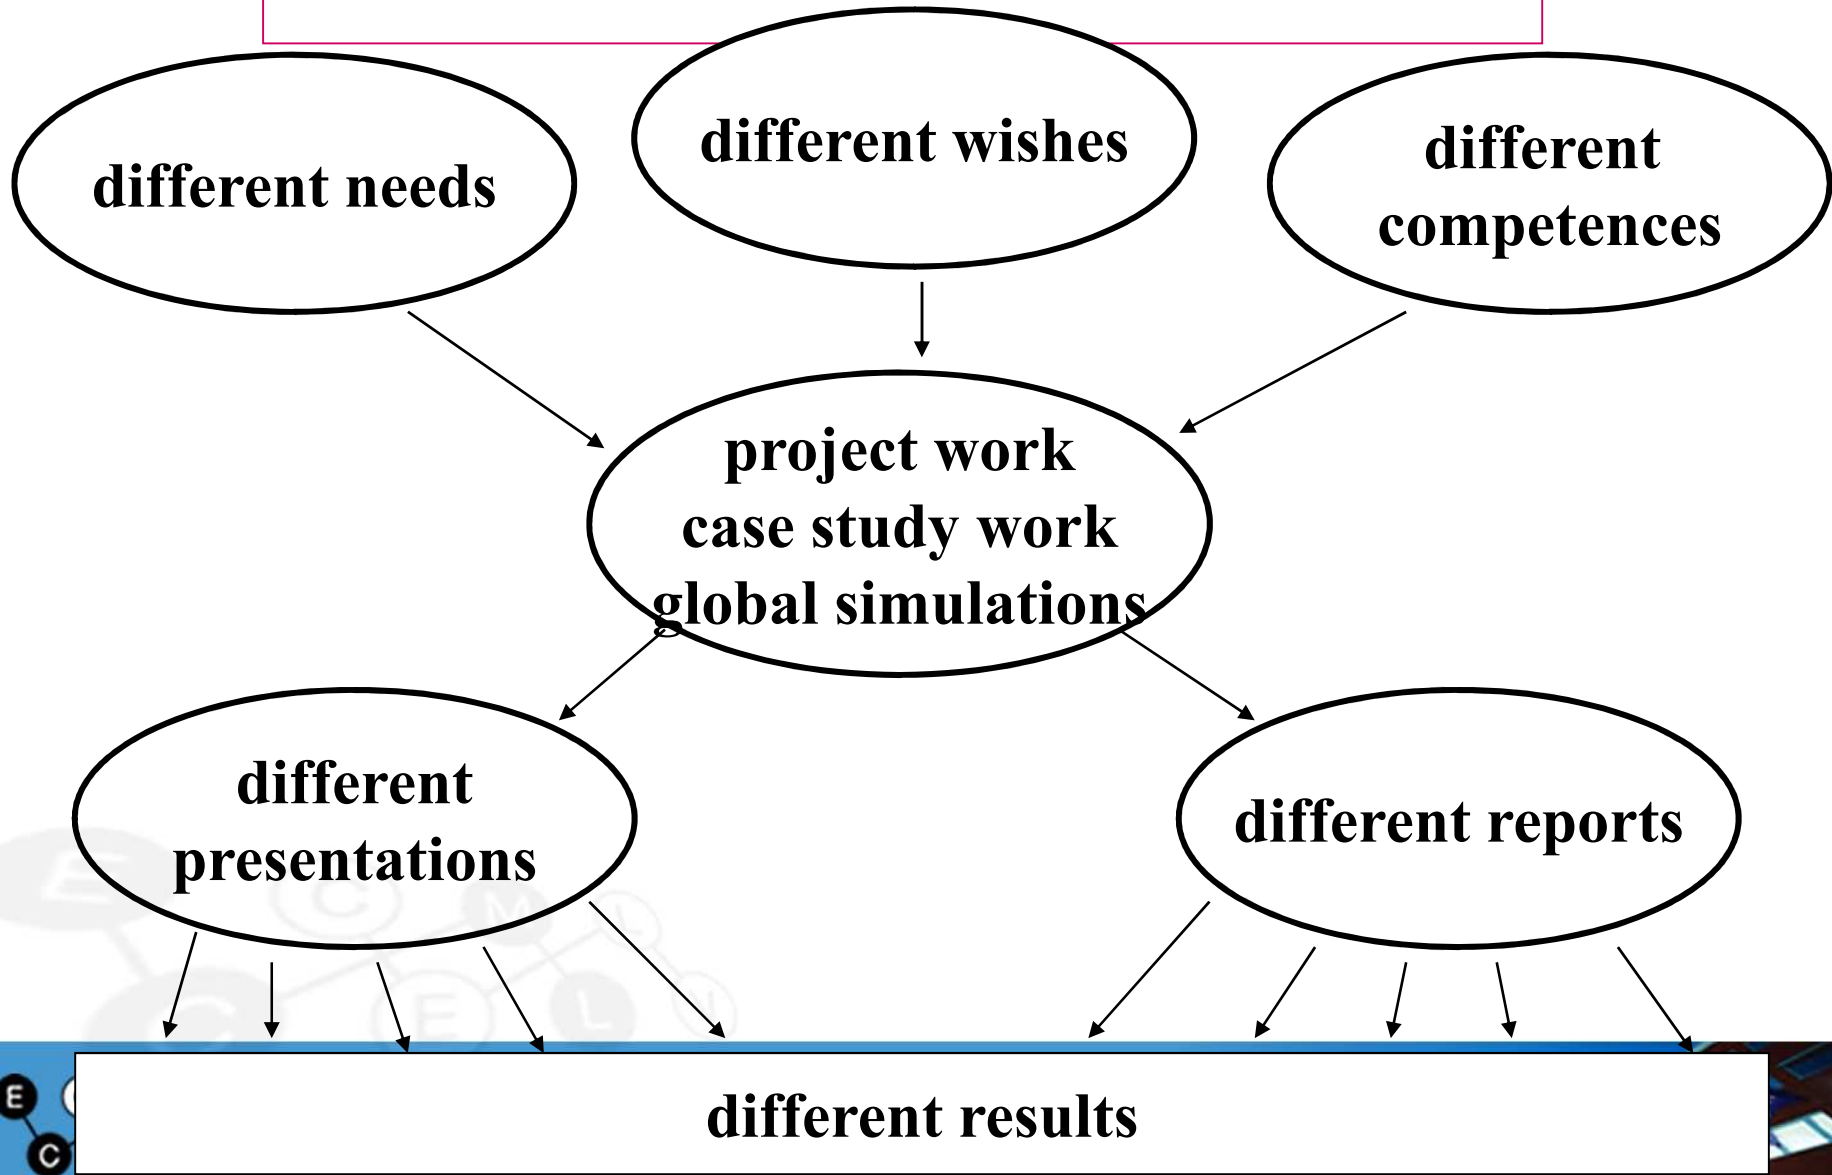 different needs
different wishes
different
competences
project work
case study work
global simulations
different
presentations
different reports
E
C
M
L
E
L
different results
E
C